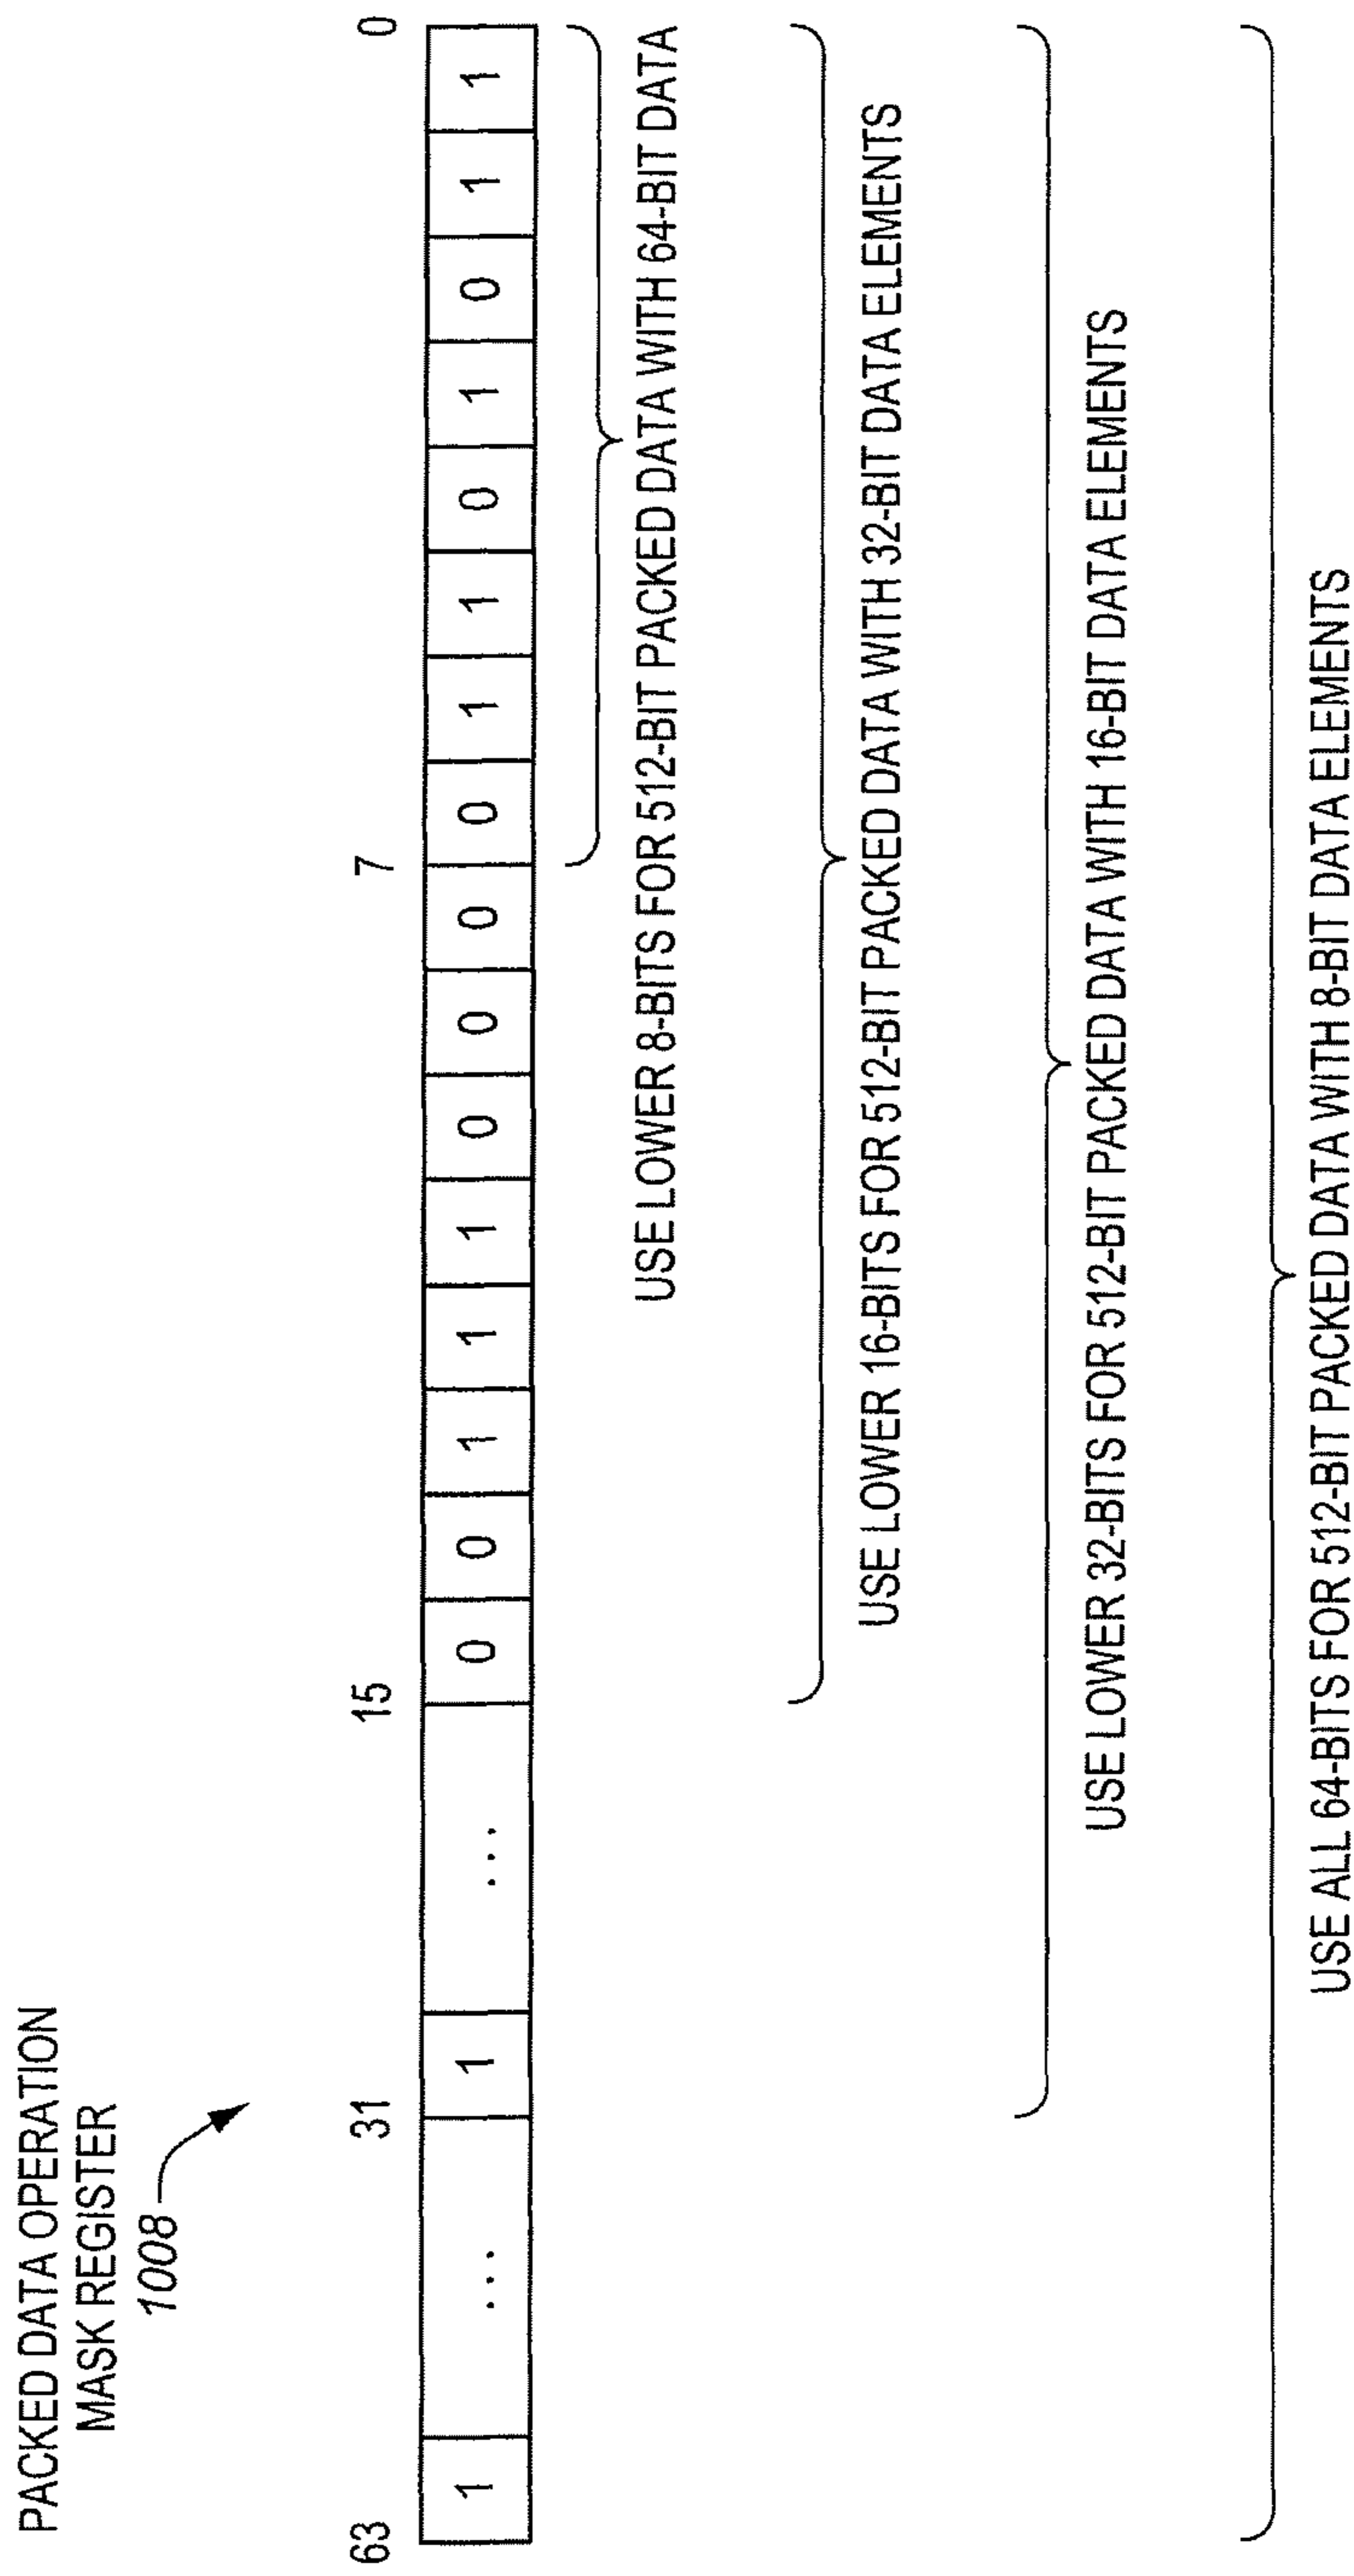 PACKED DATA OPERATION
MASK REGISTER
1008
63 31 15 7 0
1 ... 1 ... 0 0 1 1 1 0 0 0 0 1 1 0 1 0 1 1
USE LOWER 8-BITS FOR 512-BIT PACKED DATA WITH 64-BIT DATA
USE LOWER 16-BITS FOR 512-BIT PACKED DATA WITH 32-BIT DATA ELEMENTS
USE LOWER 32-BITS FOR 512-BIT PACKED DATA WITH 16-BIT DATA ELEMENTS
USE ALL 64-BITS FOR 512-BIT PACKED DATA WITH 8-BIT DATA ELEMENTS